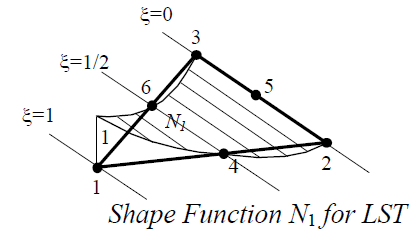 ξ=0
3
ξ=1/2
6
5
ξ=1
N1
1
4
2
1
Shape Function N1 for LST